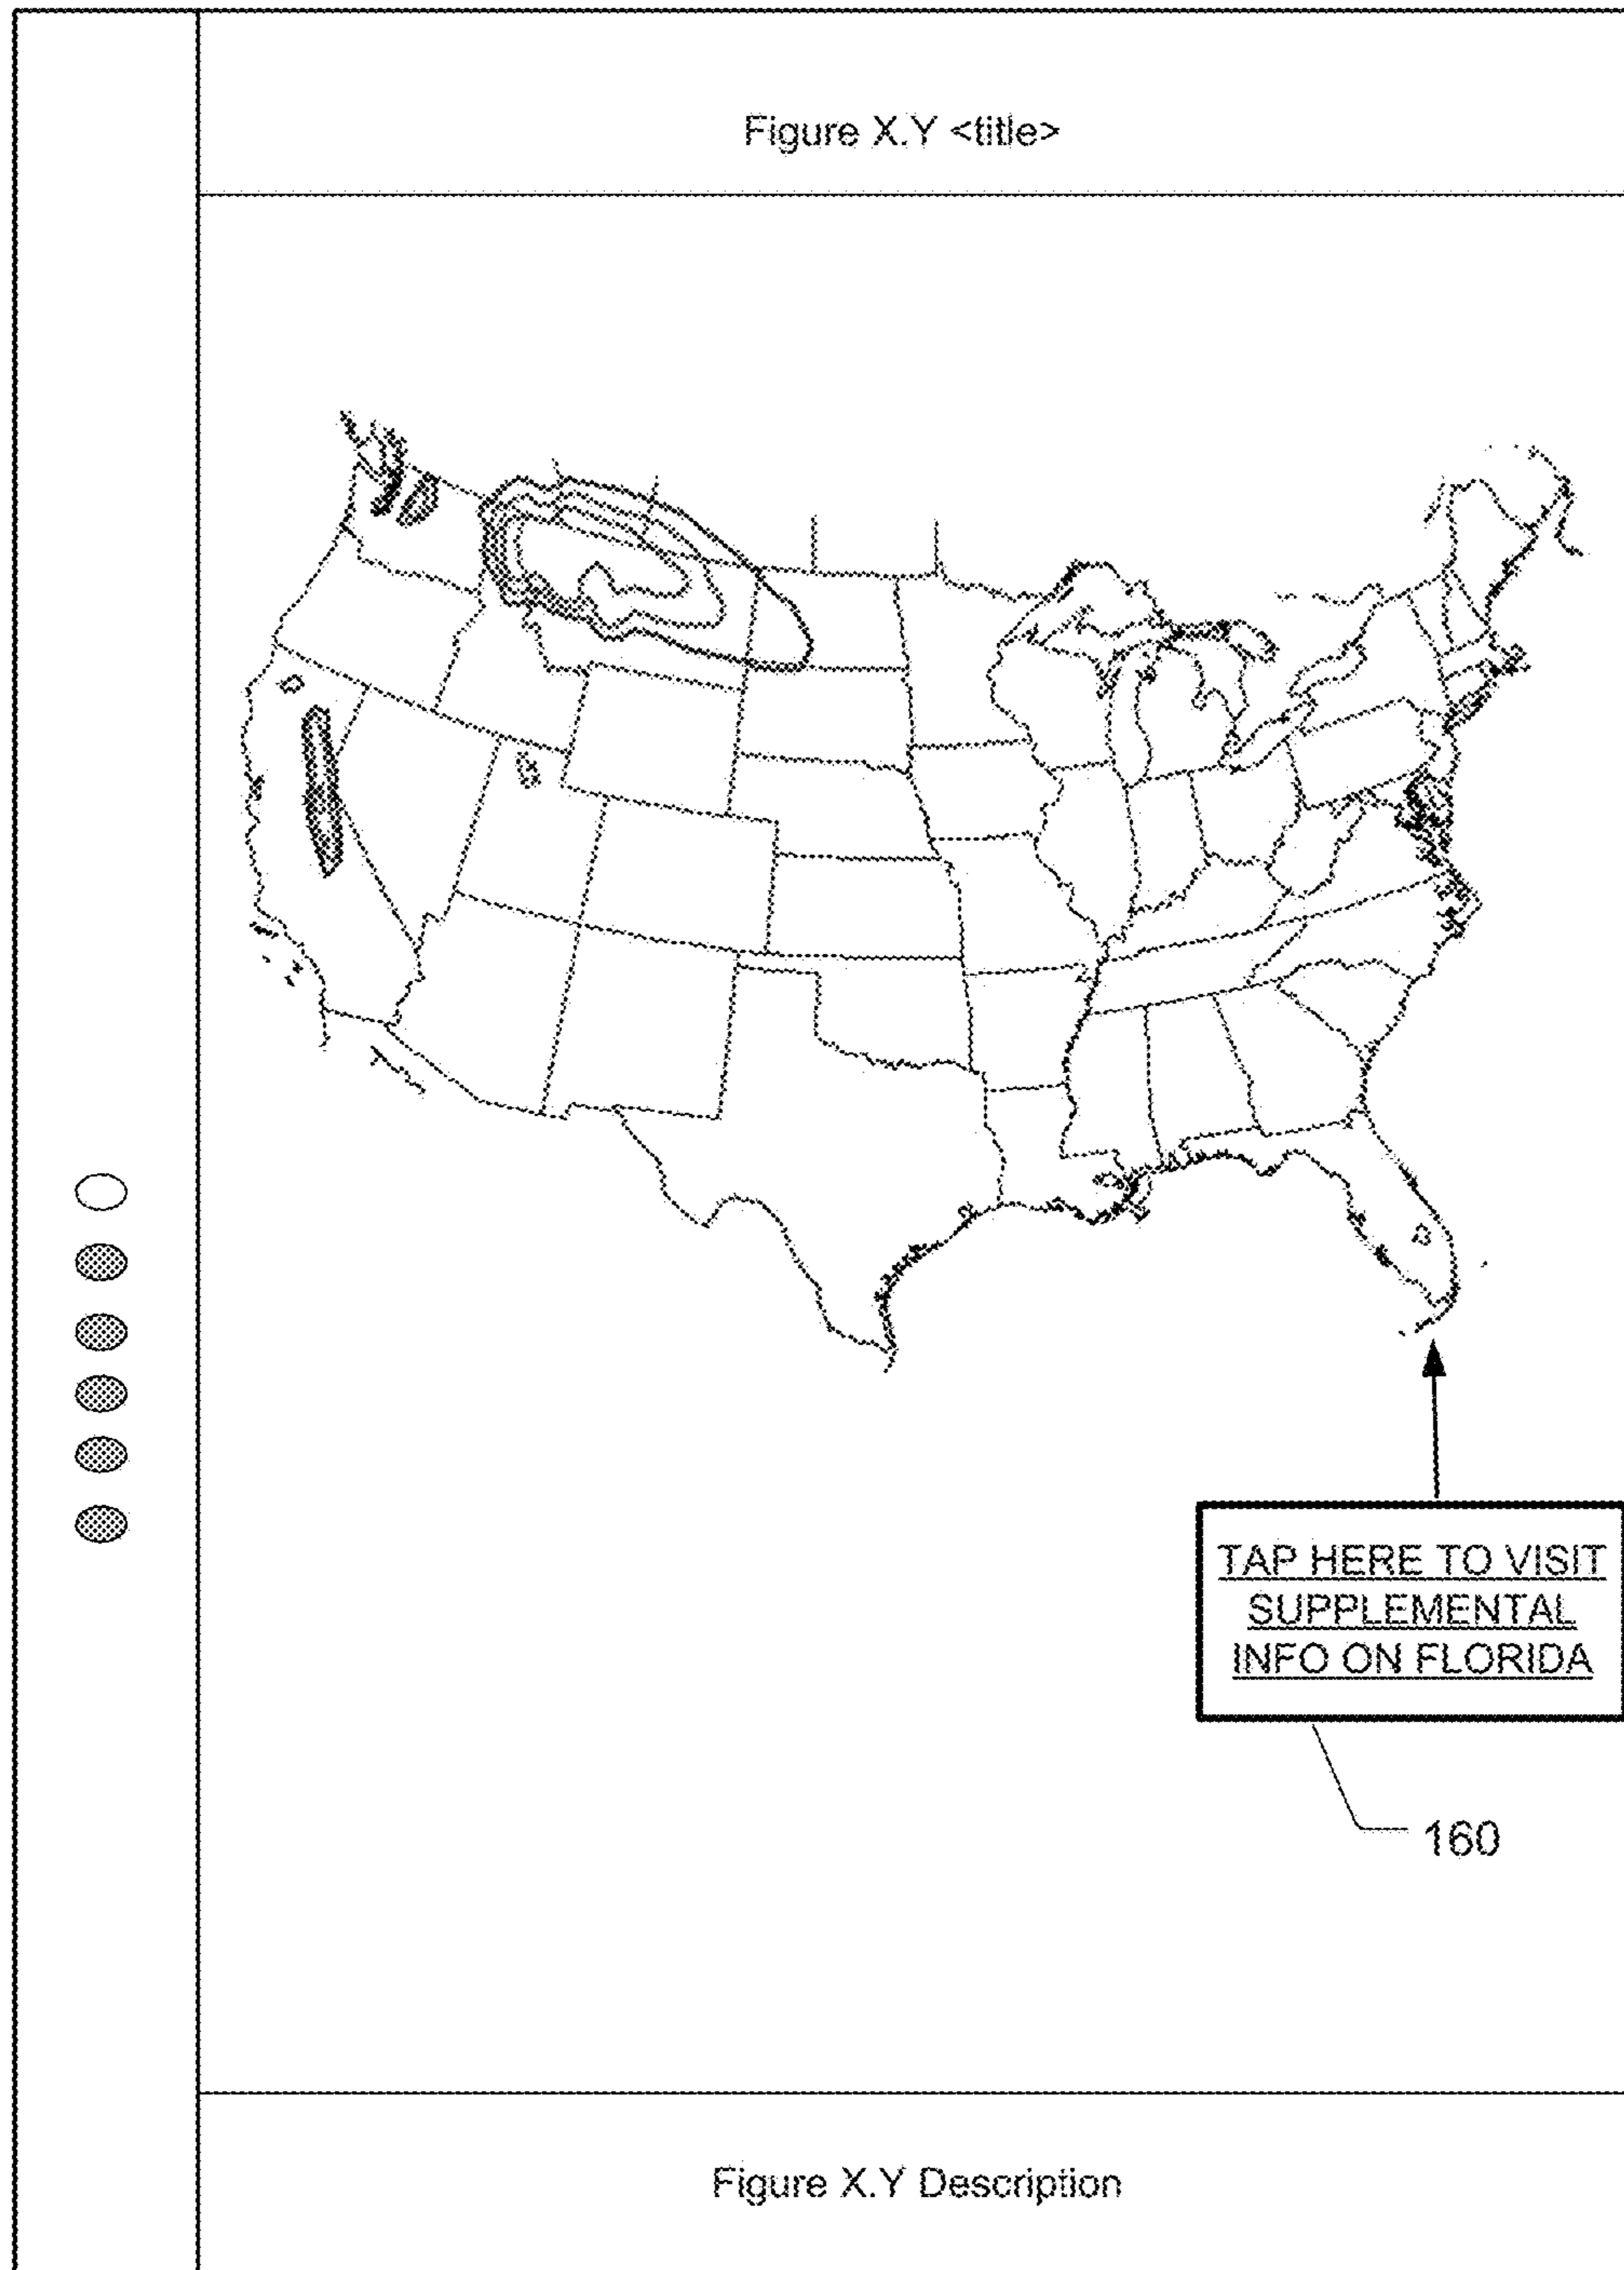 Figure X.Y <title>
TAP HERE TO VISIT
SUPPLEMENTAL
INFO ON FLORIDA
160
Figure X.Y Description